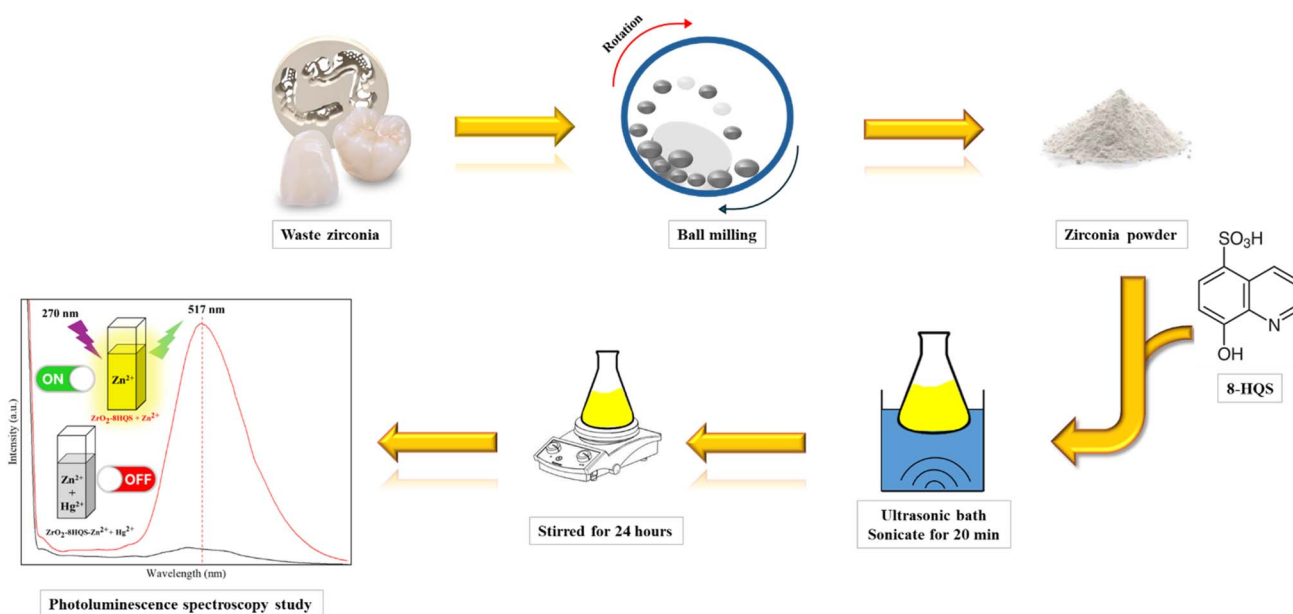 Rotation
Waste zirconia
Ball milling
Zirconia powder
SO₃H
N
OH
8-HQS
Ultrasonic bath
Sonicate for 20 min
Stirred for 24 hours
517 nm
270 nm
ON
Zn²⁺
ZrO₂-8HQS + Zn²⁺
Zn²⁺
+
Hg²⁺
OFF
ZrO₂-8HQS-Zn²⁺ + Hg²⁺
Intensity (a.u.)
Wavelength (nm)
Photoluminescence spectroscopy study